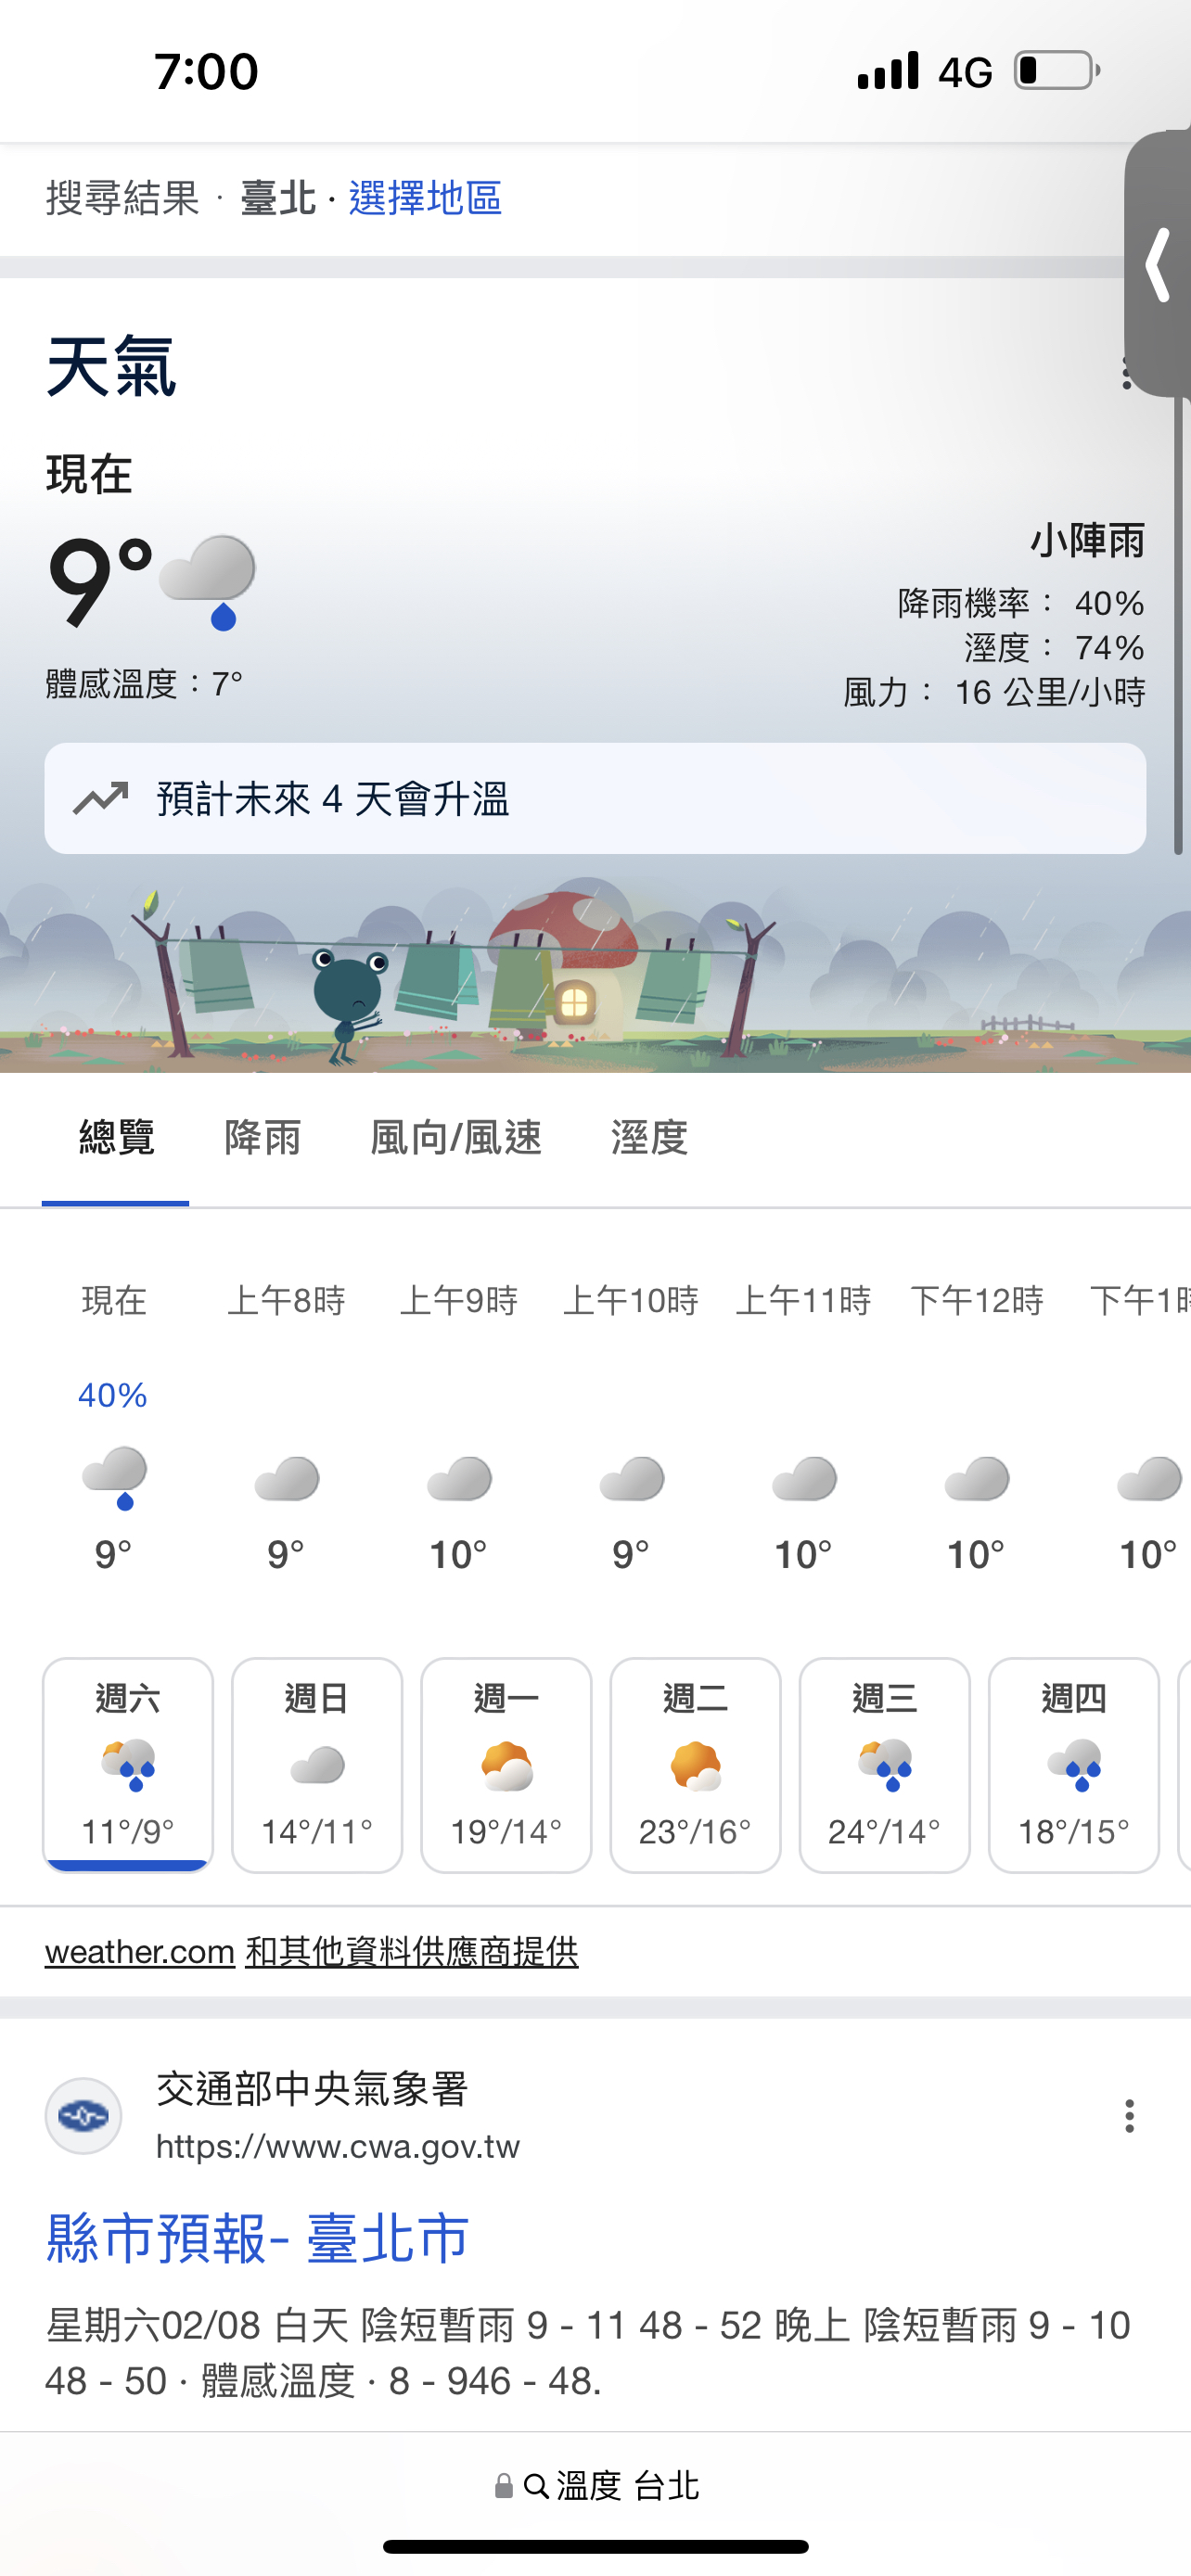 7:00 4G
搜尋結果 · 臺北 · 選擇地區
天氣
現在
9°
小陣雨
降雨機率： 40%
溼度： 74%
風力： 16 公里/小時
體感溫度：7°
預計未來 4 天會升溫
總覽 降雨 風向/風速 溼度
現在 上午8時 上午9時 上午10時 上午11時 下午12時 下午1時
40%
9° 9° 10° 9° 10° 10° 10°
週六 週日 週一 週二 週三 週四
11°/9° 14°/11° 19°/14° 23°/16° 24°/14° 18°/15°
weather.com 和其他資料供應商提供
交通部中央氣象署
https://www.cwa.gov.tw
縣市預報- 臺北市
星期六02/08 白天 陰短暫雨 9 - 11 48 - 52 晚上 陰短暫雨 9 - 10
48 - 50 · 體感溫度 · 8 - 946 - 48.
溫度 台北